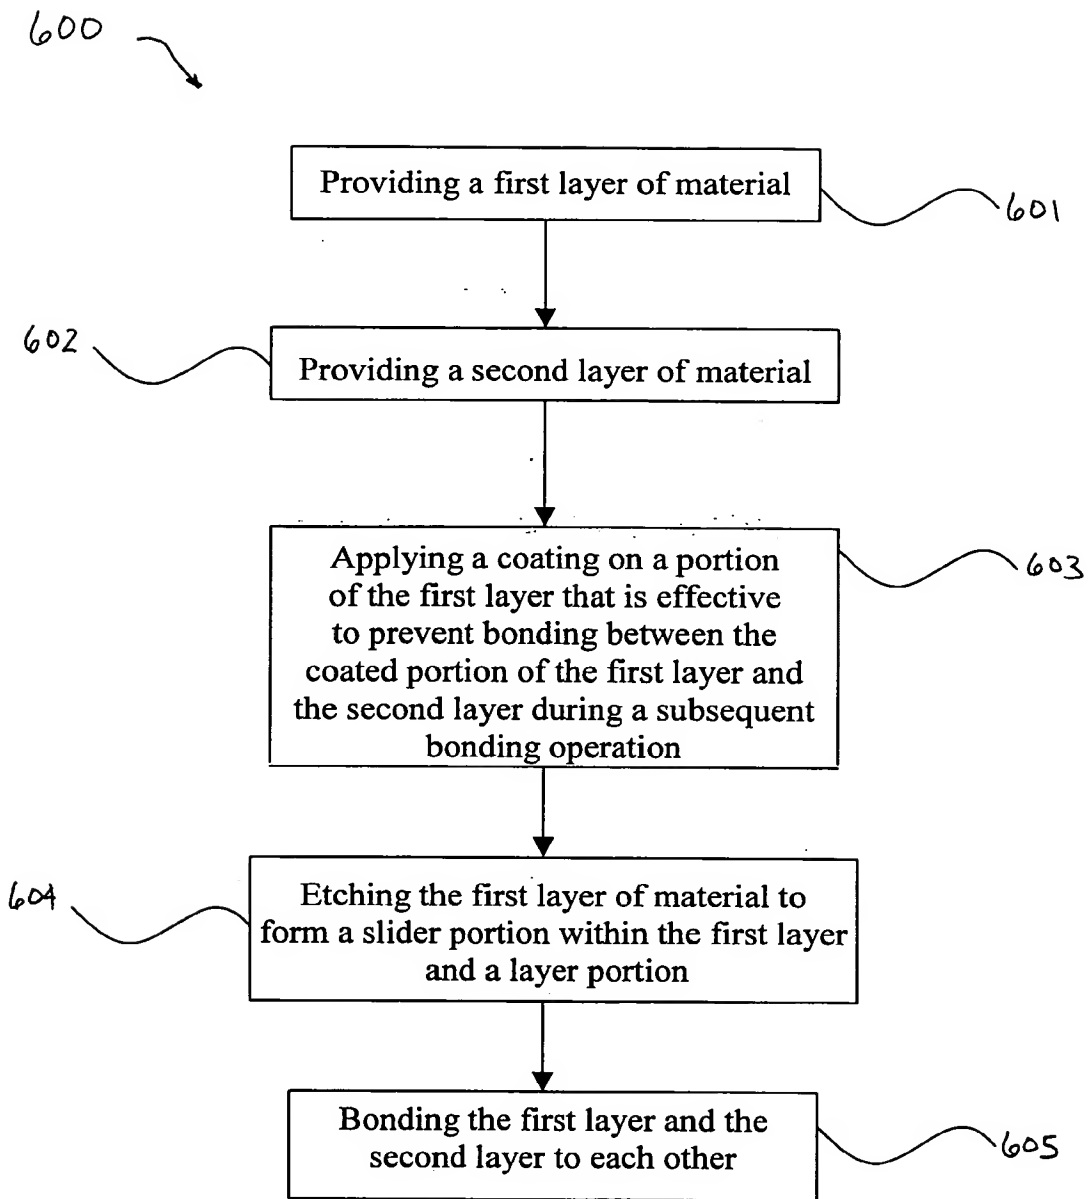 600
Providing a first layer of material
601
602
Providing a second layer of material
Applying a coating on a portion
of the first layer that is effective
to prevent bonding between the
coated portion of the first layer and
the second layer during a subsequent
bonding operation
603
604
Etching the first layer of material to
form a slider portion within the first layer
and a layer portion
Bonding the first layer and the
second layer to each other
605